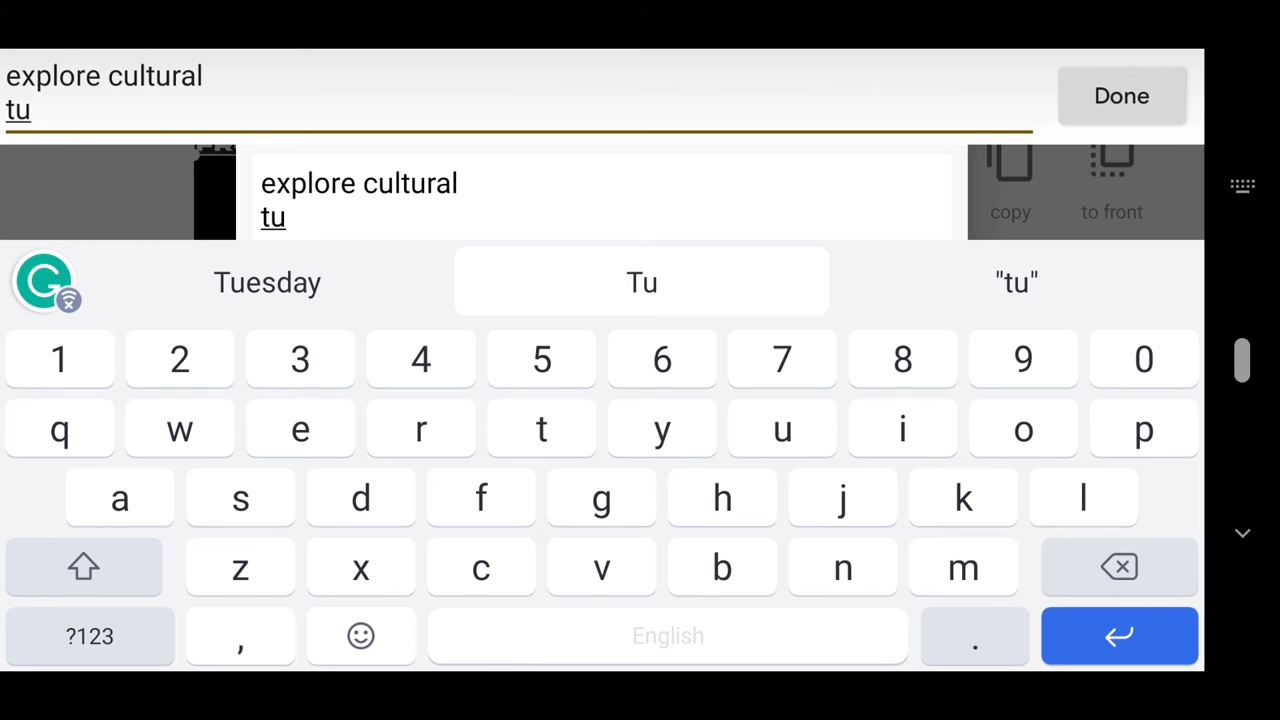 explore cultural
tu
Done
explore cultural
tu
copy
to front
Tuesday
Tu
"tu"
1 2 3 4 5 6 7 8 9 0
q w e r t y u i o p
a s d f g h j k l
z x c v b n m
?123 , English .